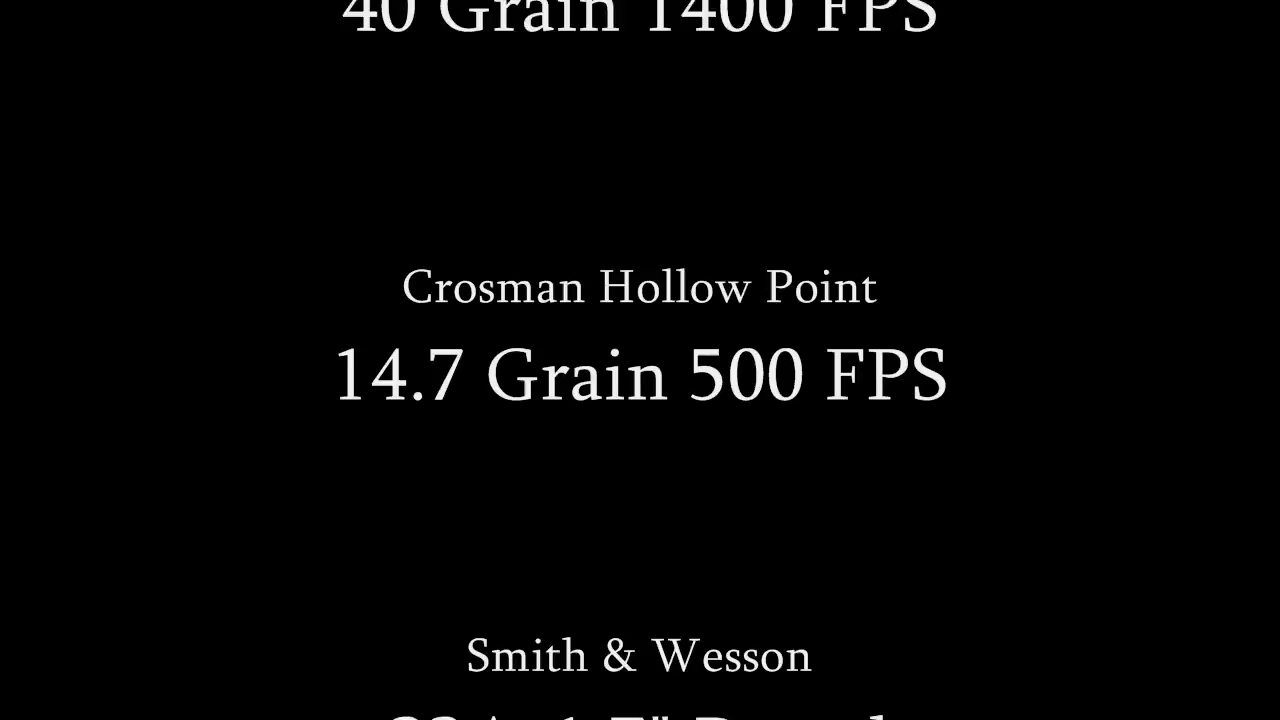 40 Grain 1400 FPS
Crosman Hollow Point
14.7 Grain 500 FPS
Smith & Wesson